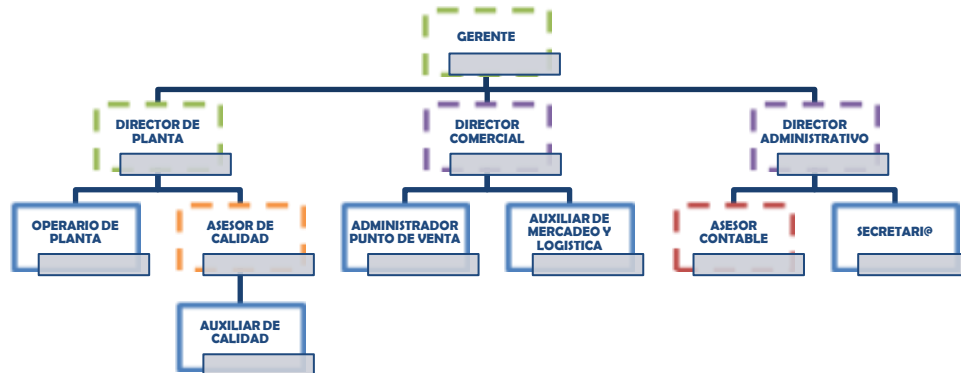 GERENTE
DIRECTOR DE
PLANTA
DIRECTOR
COMERCIAL
DIRECTOR
ADMINISTRATIVO
OPERARIO DE
PLANTA
ASESOR DE
CALIDAD
ADMINISTRADOR
PUNTO DE VENTA
AUXILIAR DE
MERCADEO Y
LOGISTICA
ASESOR
CONTABLE
SECRETARI@
AUXILIAR DE
CALIDAD